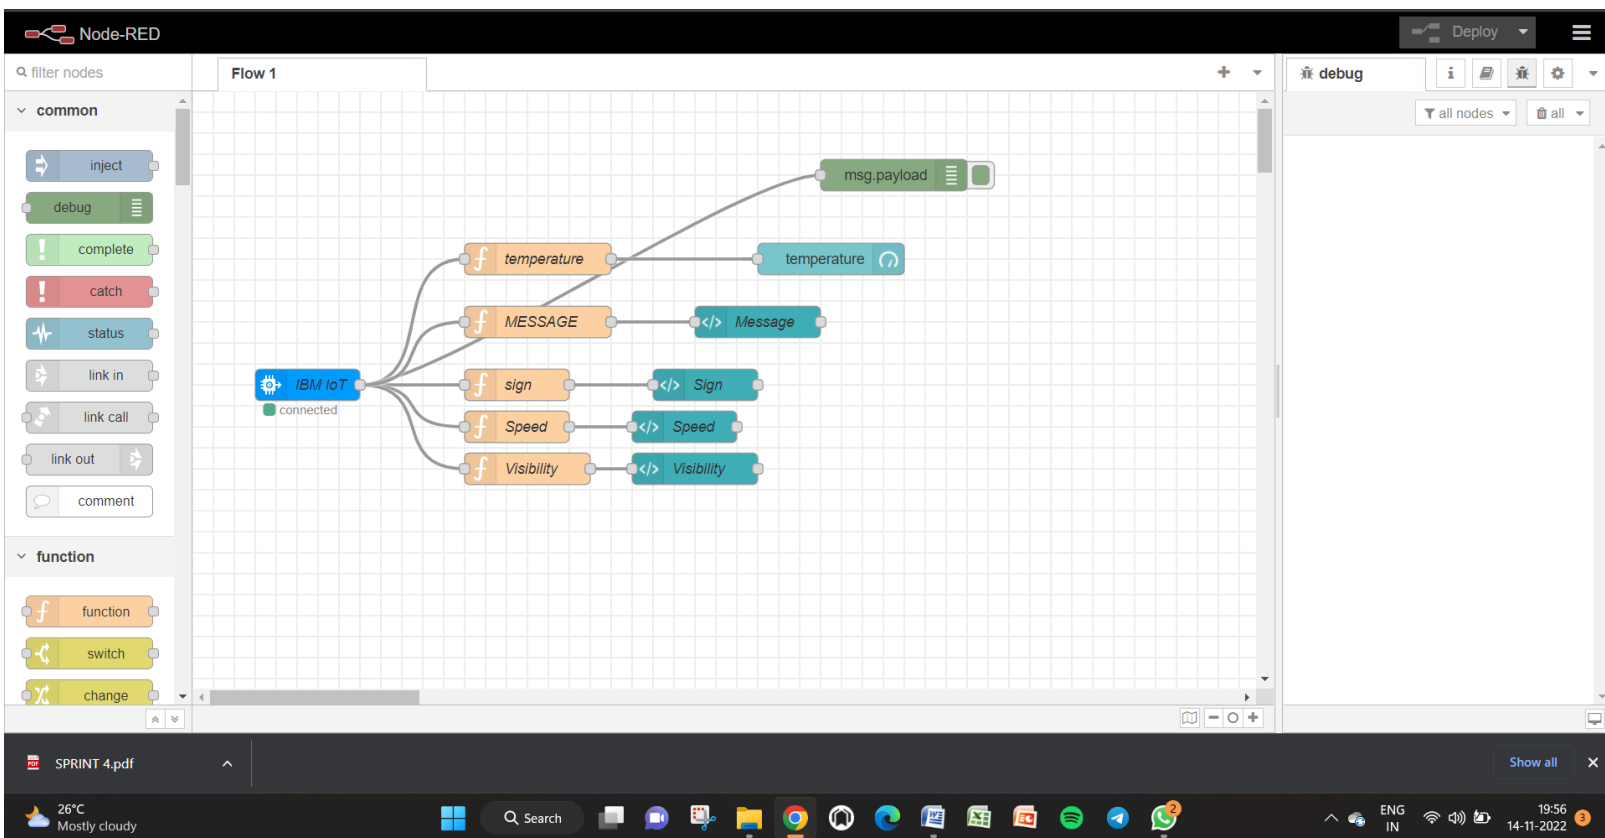 Node-RED
Deploy
filter nodes
Flow 1
debug
i
common
all nodes
all
inject
debug
complete
catch
status
link in
link call
link out
comment
function
function
switch
change
msg.payload
temperature
temperature
MESSAGE
Message
IBM IoT
connected
sign
Sign
Speed
Speed
Visibility
Visibility
PDF
SPRINT 4.pdf
Show all
26°C
Mostly cloudy
Search
2
ENG
IN
19:56
14-11-2022
3